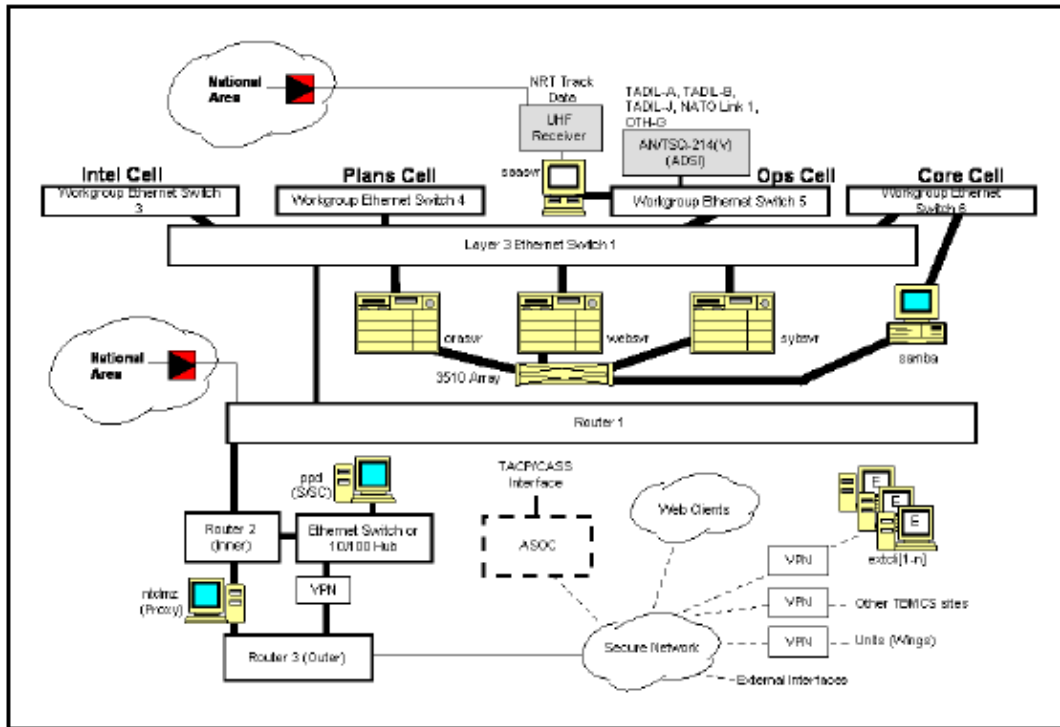 National
Area
NRT Track
Data
UHF
Receiver
TADIL-A, TADIL-B,
TADIL-J, NATO Link 1,
OTH-G
AN/TSQ-214(V)
(ADSI)
Intel Cell
Plans Cell
Ops Cell
Core Cell
Workgroup Ethernet Switch
3
Workgroup Ethernet Switch 4
Workgroup Ethernet Switch 5
Workgroup Ethernet
Switch 6
Layer 3 Ethernet Switch 1
orasvr
websvr
sybsvr
samba
3510 Array
National
Area
Router 1
ppdi
(S/SC)
TACP/CASS
Interface
Web Clients
E
E
E
Router 2
(Inner)
Ethernet Switch or
10/100 Hub
ASOC
extcli[1-n]
VPN
VPN
(Proxy)
VPN
Other TBMCS sites
Router 3 (Outer)
Secure Network
VPN
Units (Wings)
External Interfaces